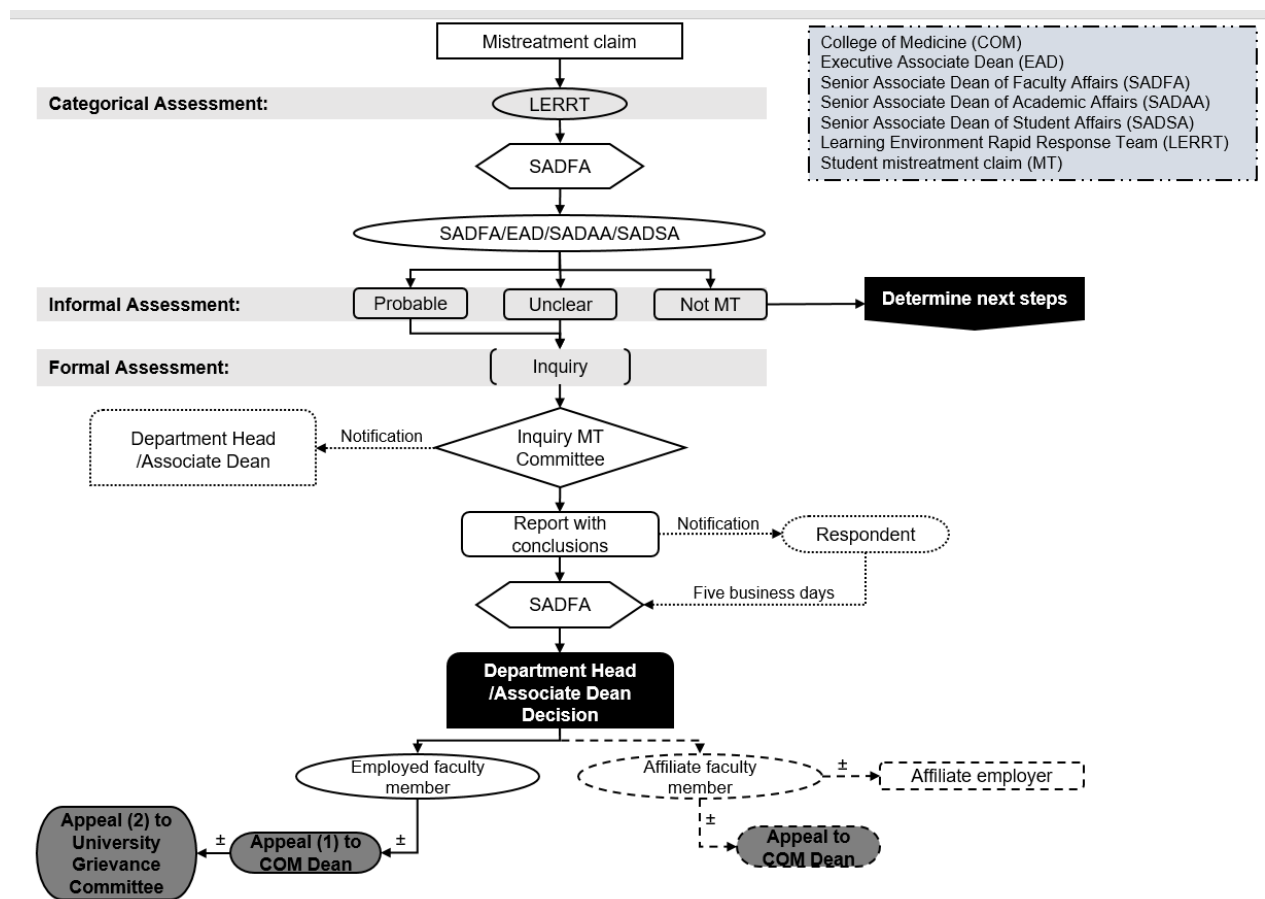 Mistreatment claim
College of Medicine (COM)
Executive Associate Dean (EAD)
Senior Associate Dean of Faculty Affairs (SADFA)
Senior Associate Dean of Academic Affairs (SADAA)
Senior Associate Dean of Student Affairs (SADSA)
Learning Environment Rapid Response Team (LERRT)
Student mistreatment claim (MT)
Categorical Assessment:
LERRT
SADFA
SADFA/EAD/SADAA/SADSA
Informal Assessment:
Probable
Unclear
Not MT
Determine next steps
Formal Assessment:
Inquiry
Department Head
/Associate Dean
Notification
Inquiry MT
Committee
Report with
conclusions
Notification
Respondent
SADFA
Five business days
Department Head
/Associate Dean
Decision
Employed faculty
member
Affiliate faculty
member
±
Affiliate employer
Appeal (2) to
University
Grievance
Committee
±
Appeal (1) to
COM Dean
±
±
Appeal to
COM Dean